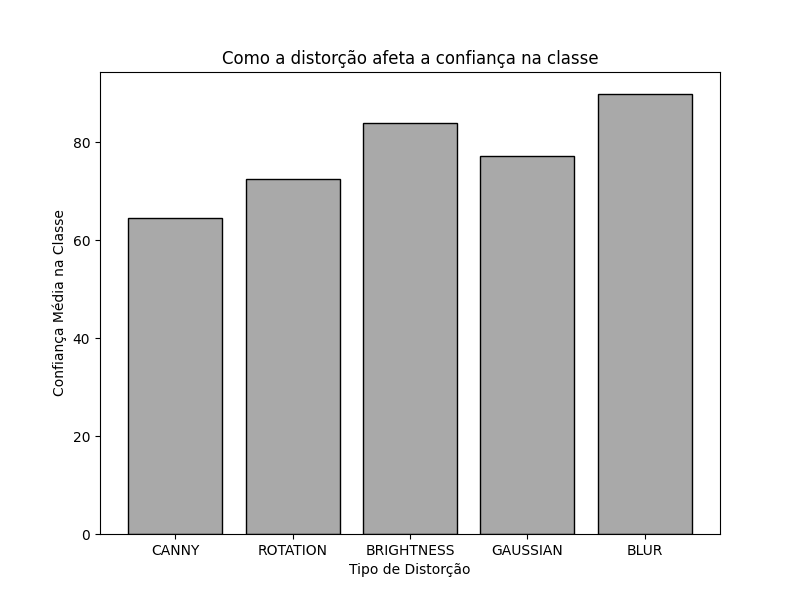 Como a distorção afeta a confiança na classe
Confiança Média na Classe
80
60
40
20
0
CANNY ROTATION BRIGHTNESS GAUSSIAN BLUR
Tipo de Distorção